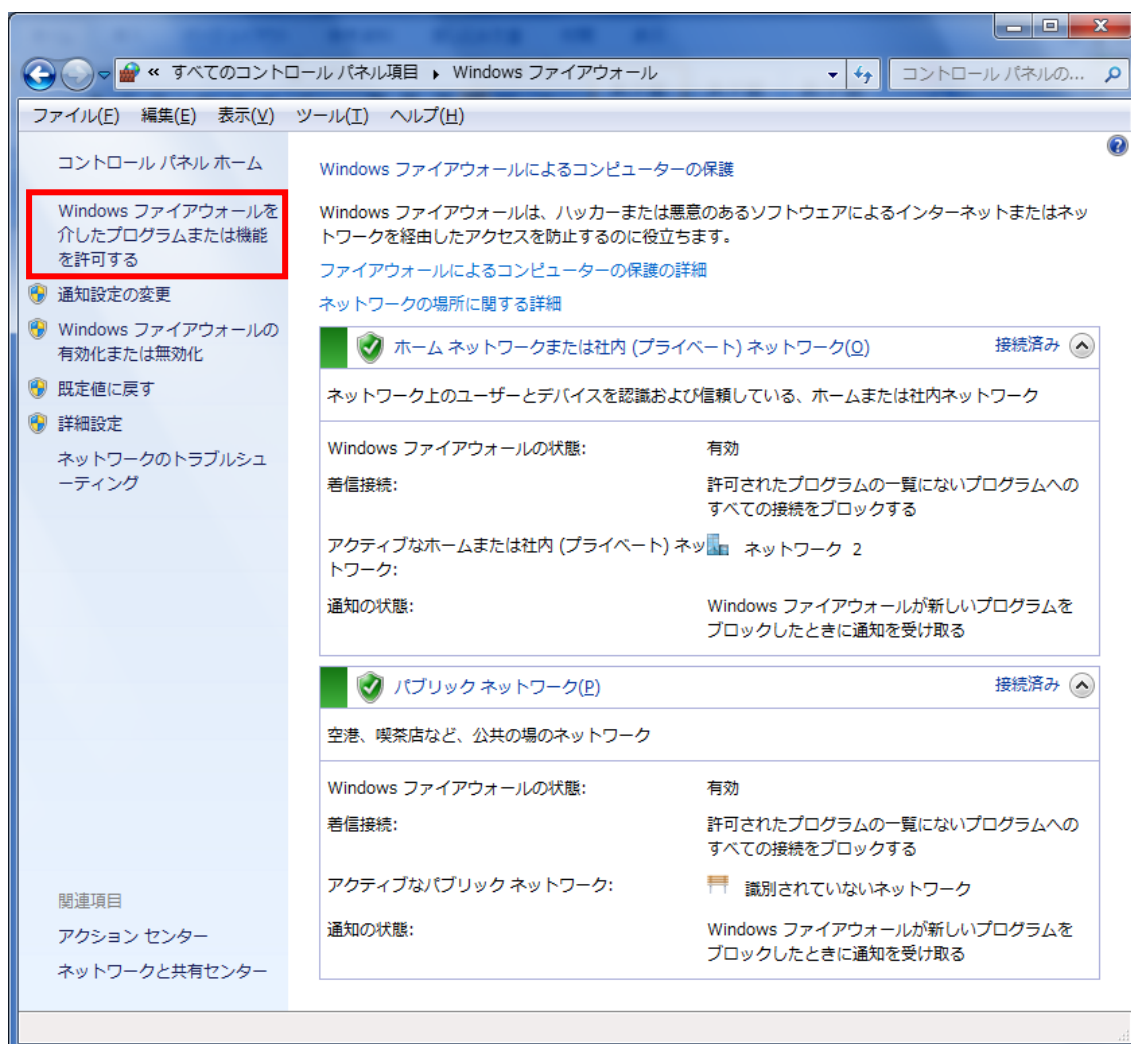 « すべてのコントロール パネル項目 ▸ Windows ファイアウォール
コントロール パネルの...
ファイル(F) 編集(E) 表示(V) ツール(T) ヘルプ(H)
コントロール パネル ホーム
Windows ファイアウォールを
介したプログラムまたは機能
を許可する
通知設定の変更
Windows ファイアウォールの
有効化または無効化
既定値に戻す
詳細設定
ネットワークのトラブルシュ
ーティング
関連項目
アクション センター
ネットワークと共有センター
Windows ファイアウォールによるコンピューターの保護
Windows ファイアウォールは、ハッカーまたは悪意のあるソフトウェアによるインターネットまたはネッ
トワークを経由したアクセスを防止するのに役立ちます。
ファイアウォールによるコンピューターの保護の詳細
ネットワークの場所に関する詳細
ホーム ネットワークまたは社内 (プライベート) ネットワーク(O) 接続済み
ネットワーク上のユーザーとデバイスを認識および信頼している、ホームまたは社内ネットワーク
Windows ファイアウォールの状態: 有効
着信接続: 許可されたプログラムの一覧にないプログラムへの
すべての接続をブロックする
アクティブなホームまたは社内 (プライベート) ネッ ネットワーク 2
トワーク:
通知の状態: Windows ファイアウォールが新しいプログラムを
ブロックしたときに通知を受け取る
パブリック ネットワーク(P) 接続済み
空港、喫茶店など、公共の場のネットワーク
Windows ファイアウォールの状態: 有効
着信接続: 許可されたプログラムの一覧にないプログラムへの
すべての接続をブロックする
アクティブなパブリック ネットワーク: 識別されていないネットワーク
通知の状態: Windows ファイアウォールが新しいプログラムを
ブロックしたときに通知を受け取る